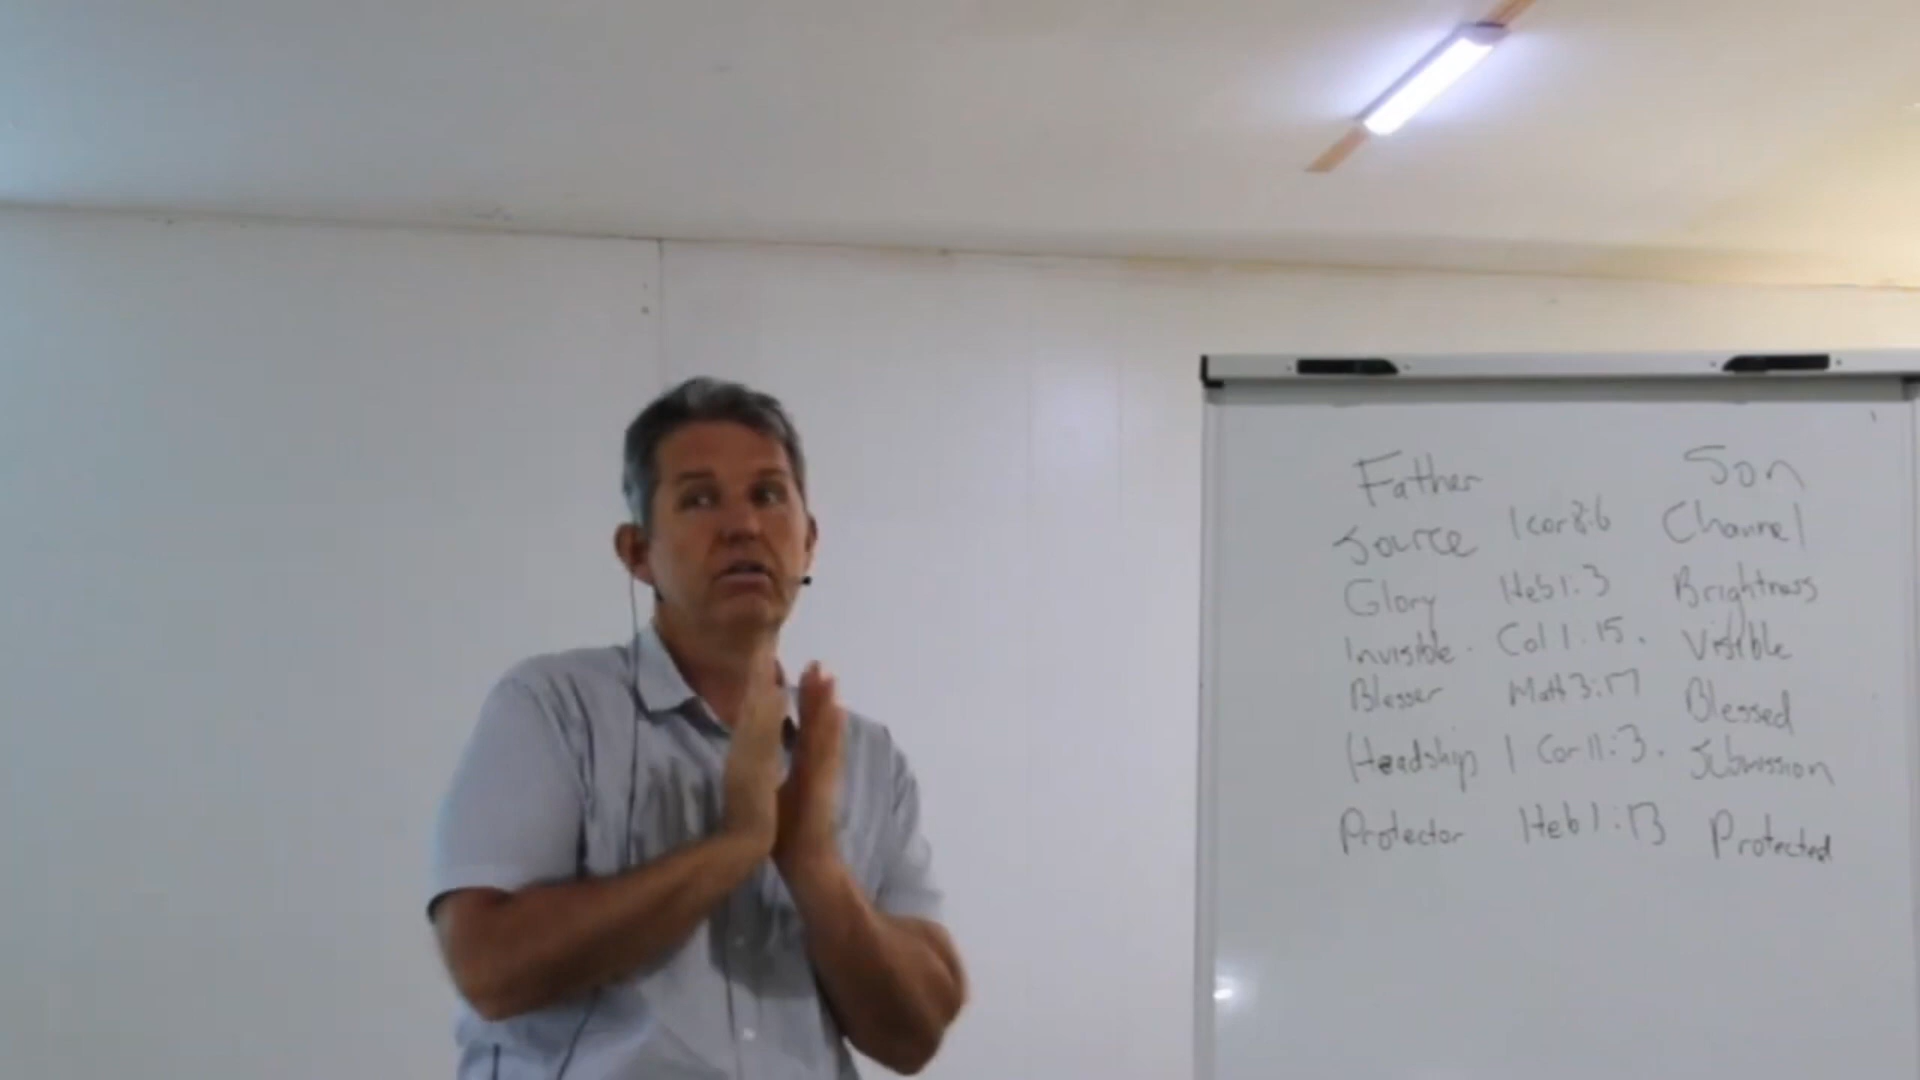 Father Son
Source 1 Cor 8:6 Channel
Glory Heb 1:3 Brightness
Invisible - Col 1:15. Visible
Blesser Matt 3:17 Blessed
Headship 1 Cor 11:3. Submission
Protector Heb 1:13 Protected